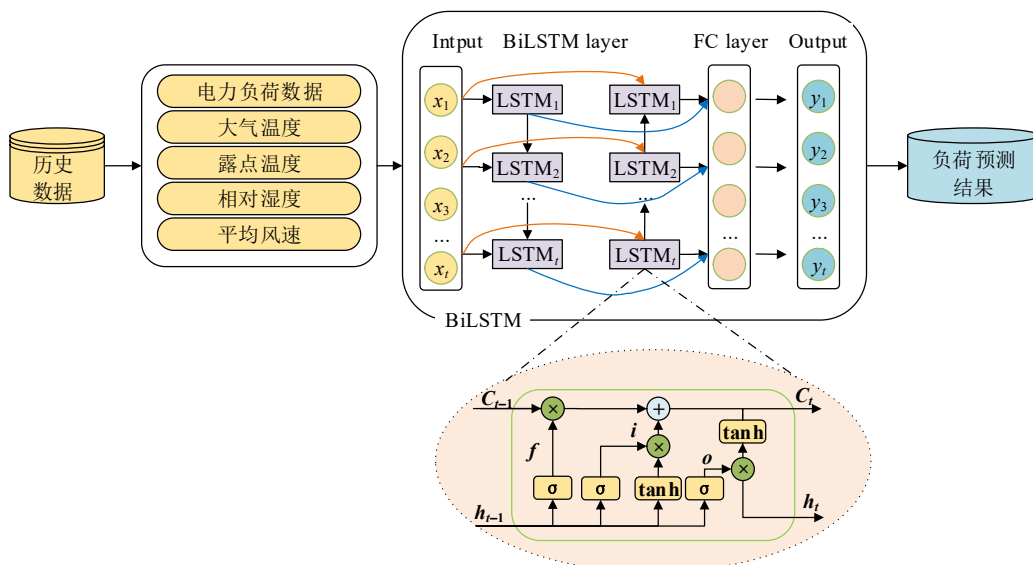 历史
数据
电力负荷数据
大气温度
露点温度
相对湿度
平均风速
Intput
BiLSTM layer
FC layer
Output
x1
x2
x3
...
xt
LSTM1
LSTM2
...
LSTMt
LSTM1
LSTM2
...
LSTMt
...
y1
y2
y3
...
yt
BiLSTM
负荷预测
结果
Ct−1
×
+
Ct
f
i
×
tanh
o
×
σ
σ
tanh
σ
ht−1
ht